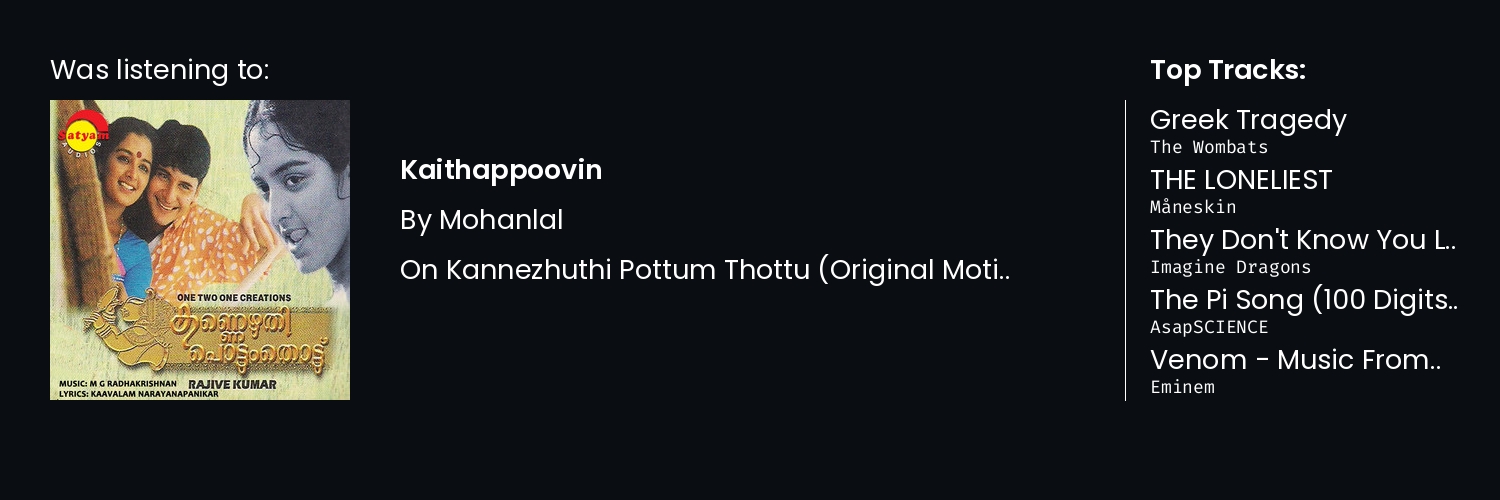 Was listening to:
Satyam
AUDIOS
ONE TWO ONE CREATIONS
കണ്ണെഴുതി
പൊട്ടുംതൊട്ട്
MUSIC: M G RADHAKRISHNAN RAJIVE KUMAR
LYRICS: KAAVALAM NARAYANAPANIKAR
Kaithappoovin
By Mohanlal
On Kannezhuthi Pottum Thottu (Original Moti..
Top Tracks:
Greek Tragedy
The Wombats
THE LONELIEST
Måneskin
They Don't Know You L..
Imagine Dragons
The Pi Song (100 Digits..
AsapSCIENCE
Venom - Music From..
Eminem